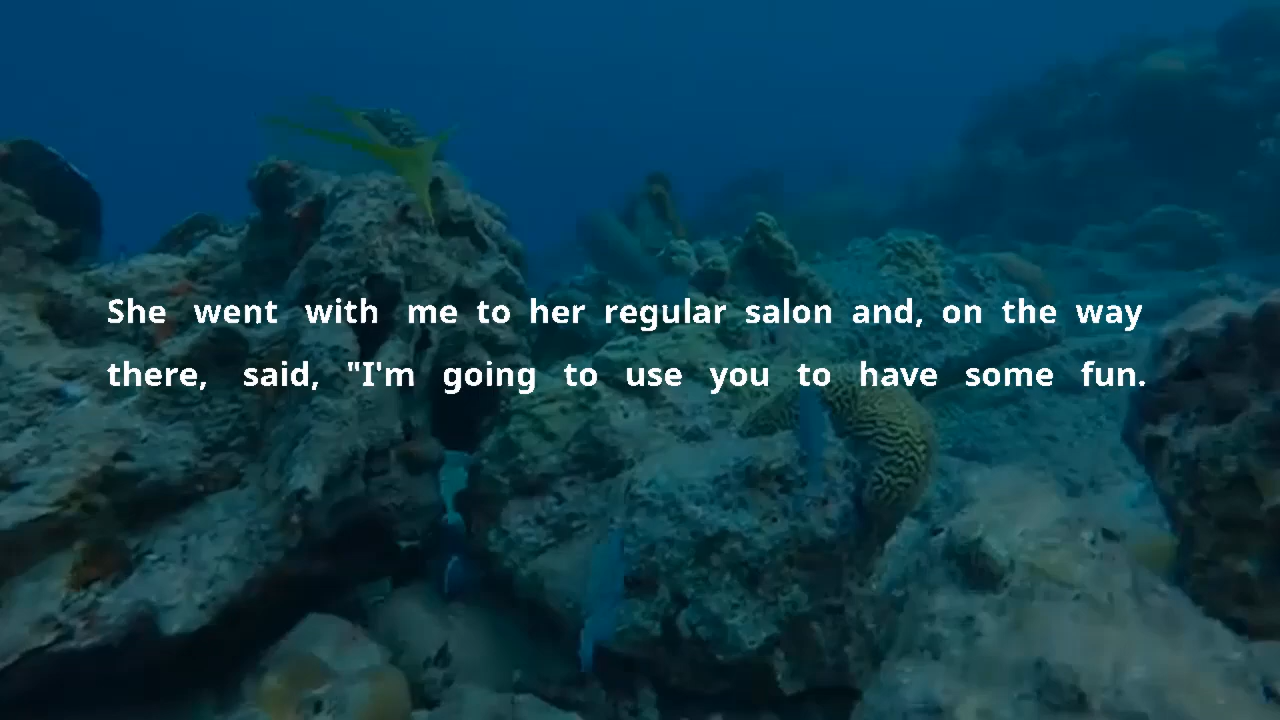 She went with me to her regular salon and, on the way
there, said, "I'm going to use you to have some fun.